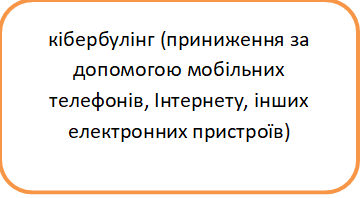 кібербулінг (приниження за
допомогою мобільних
телефонів, Інтернету, інших
електронних пристроїв)